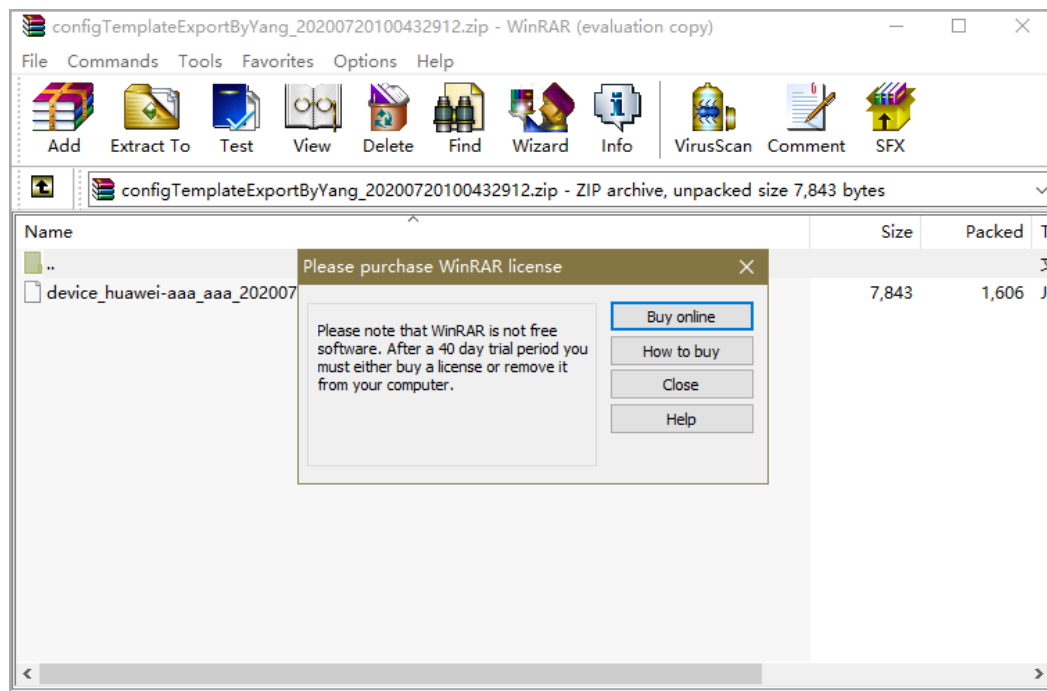 configTemplateExportByYang_20200720100432912.zip - WinRAR (evaluation copy)
File Commands Tools Favorites Options Help
Add Extract To Test View Delete Find Wizard Info VirusScan Comment SFX
configTemplateExportByYang_20200720100432912.zip - ZIP archive, unpacked size 7,843 bytes
Name Size Packed T
..
device_huawei-aaa_aaa_202007 7,843 1,606 J
Please purchase WinRAR license
Please note that WinRAR is not free
software. After a 40 day trial period you
must either buy a license or remove it
from your computer.
Buy online
How to buy
Close
Help